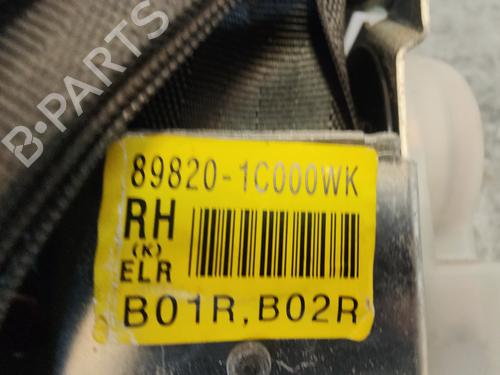 B-PARTS
89820-1C000WK
RH
(K)
ELR
B01R, B02R